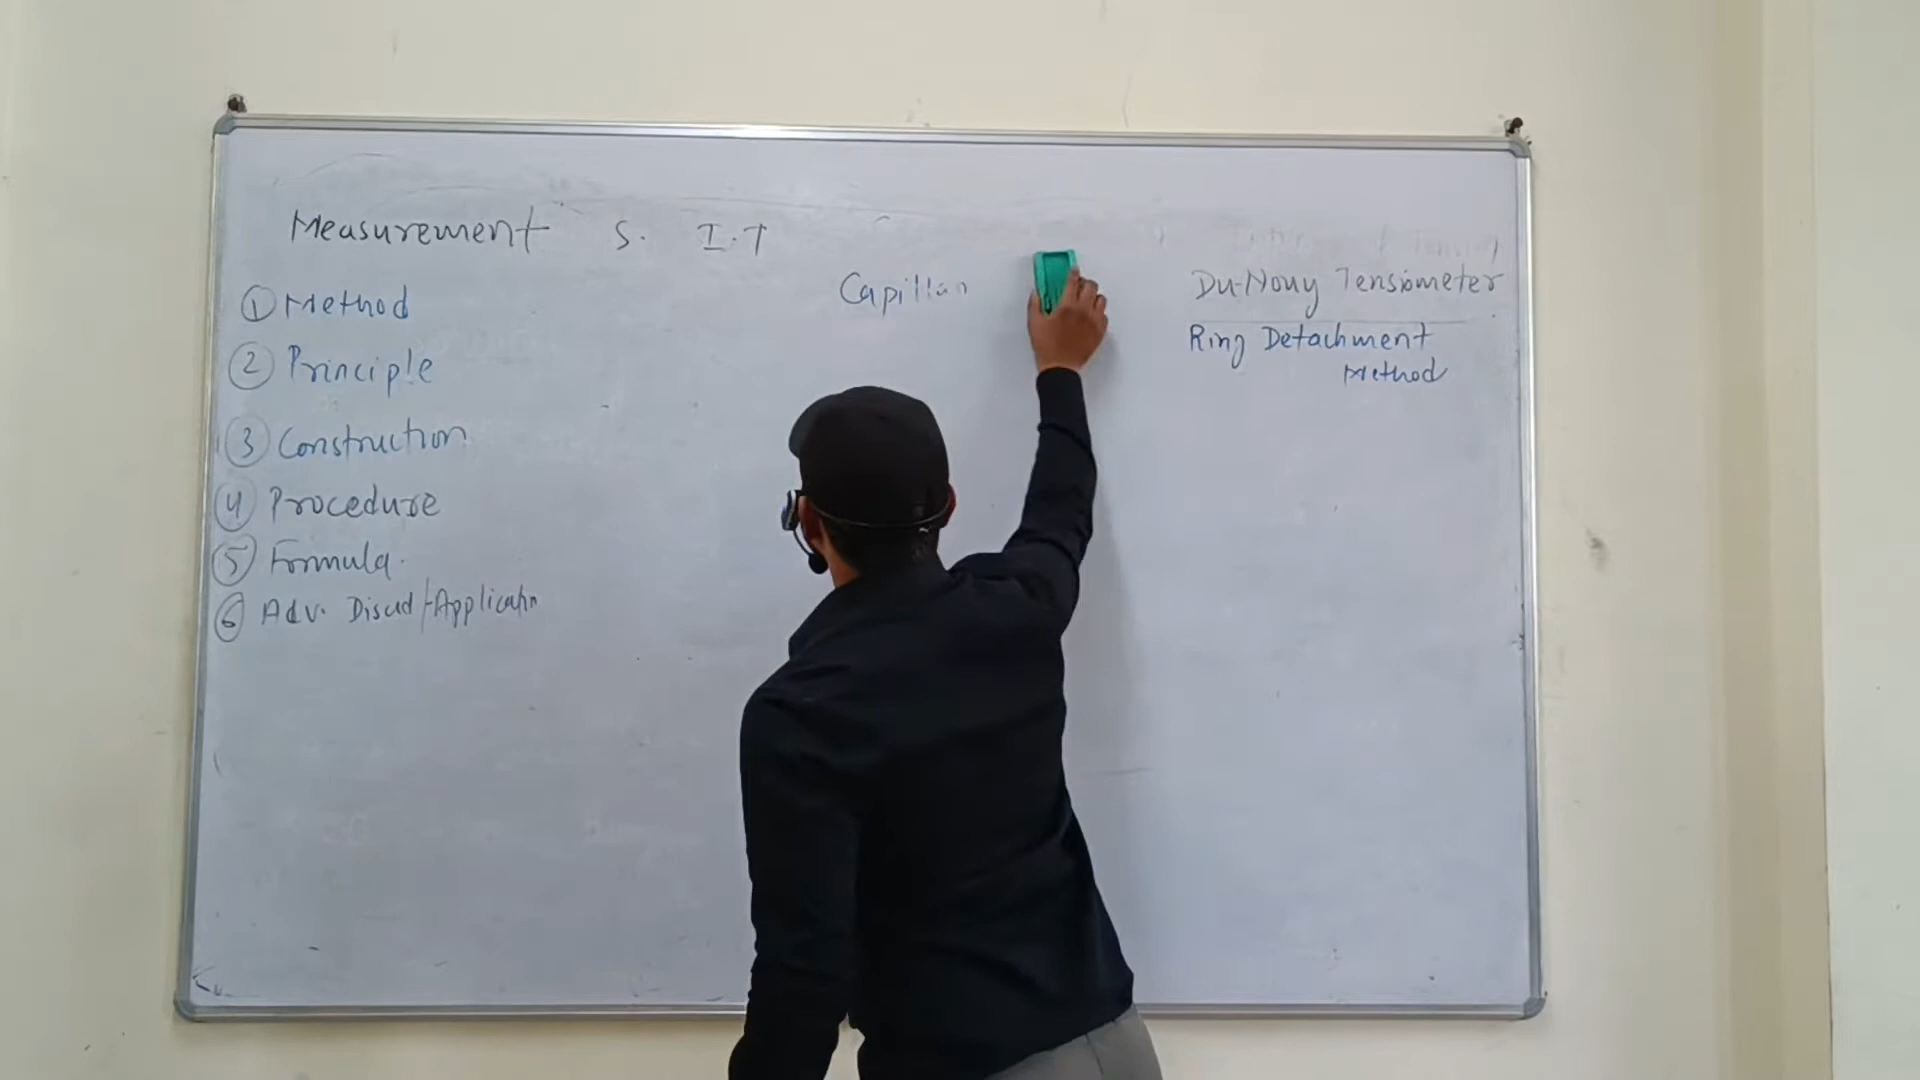 Measurement S. I.T
① Method
② Principle
③ Construction
④ Procedure
⑤ Formula.
⑥ Adv. Disad/Applicatn
Capillar
Du-Nouy Tensiometer
Ring Detachment
Method